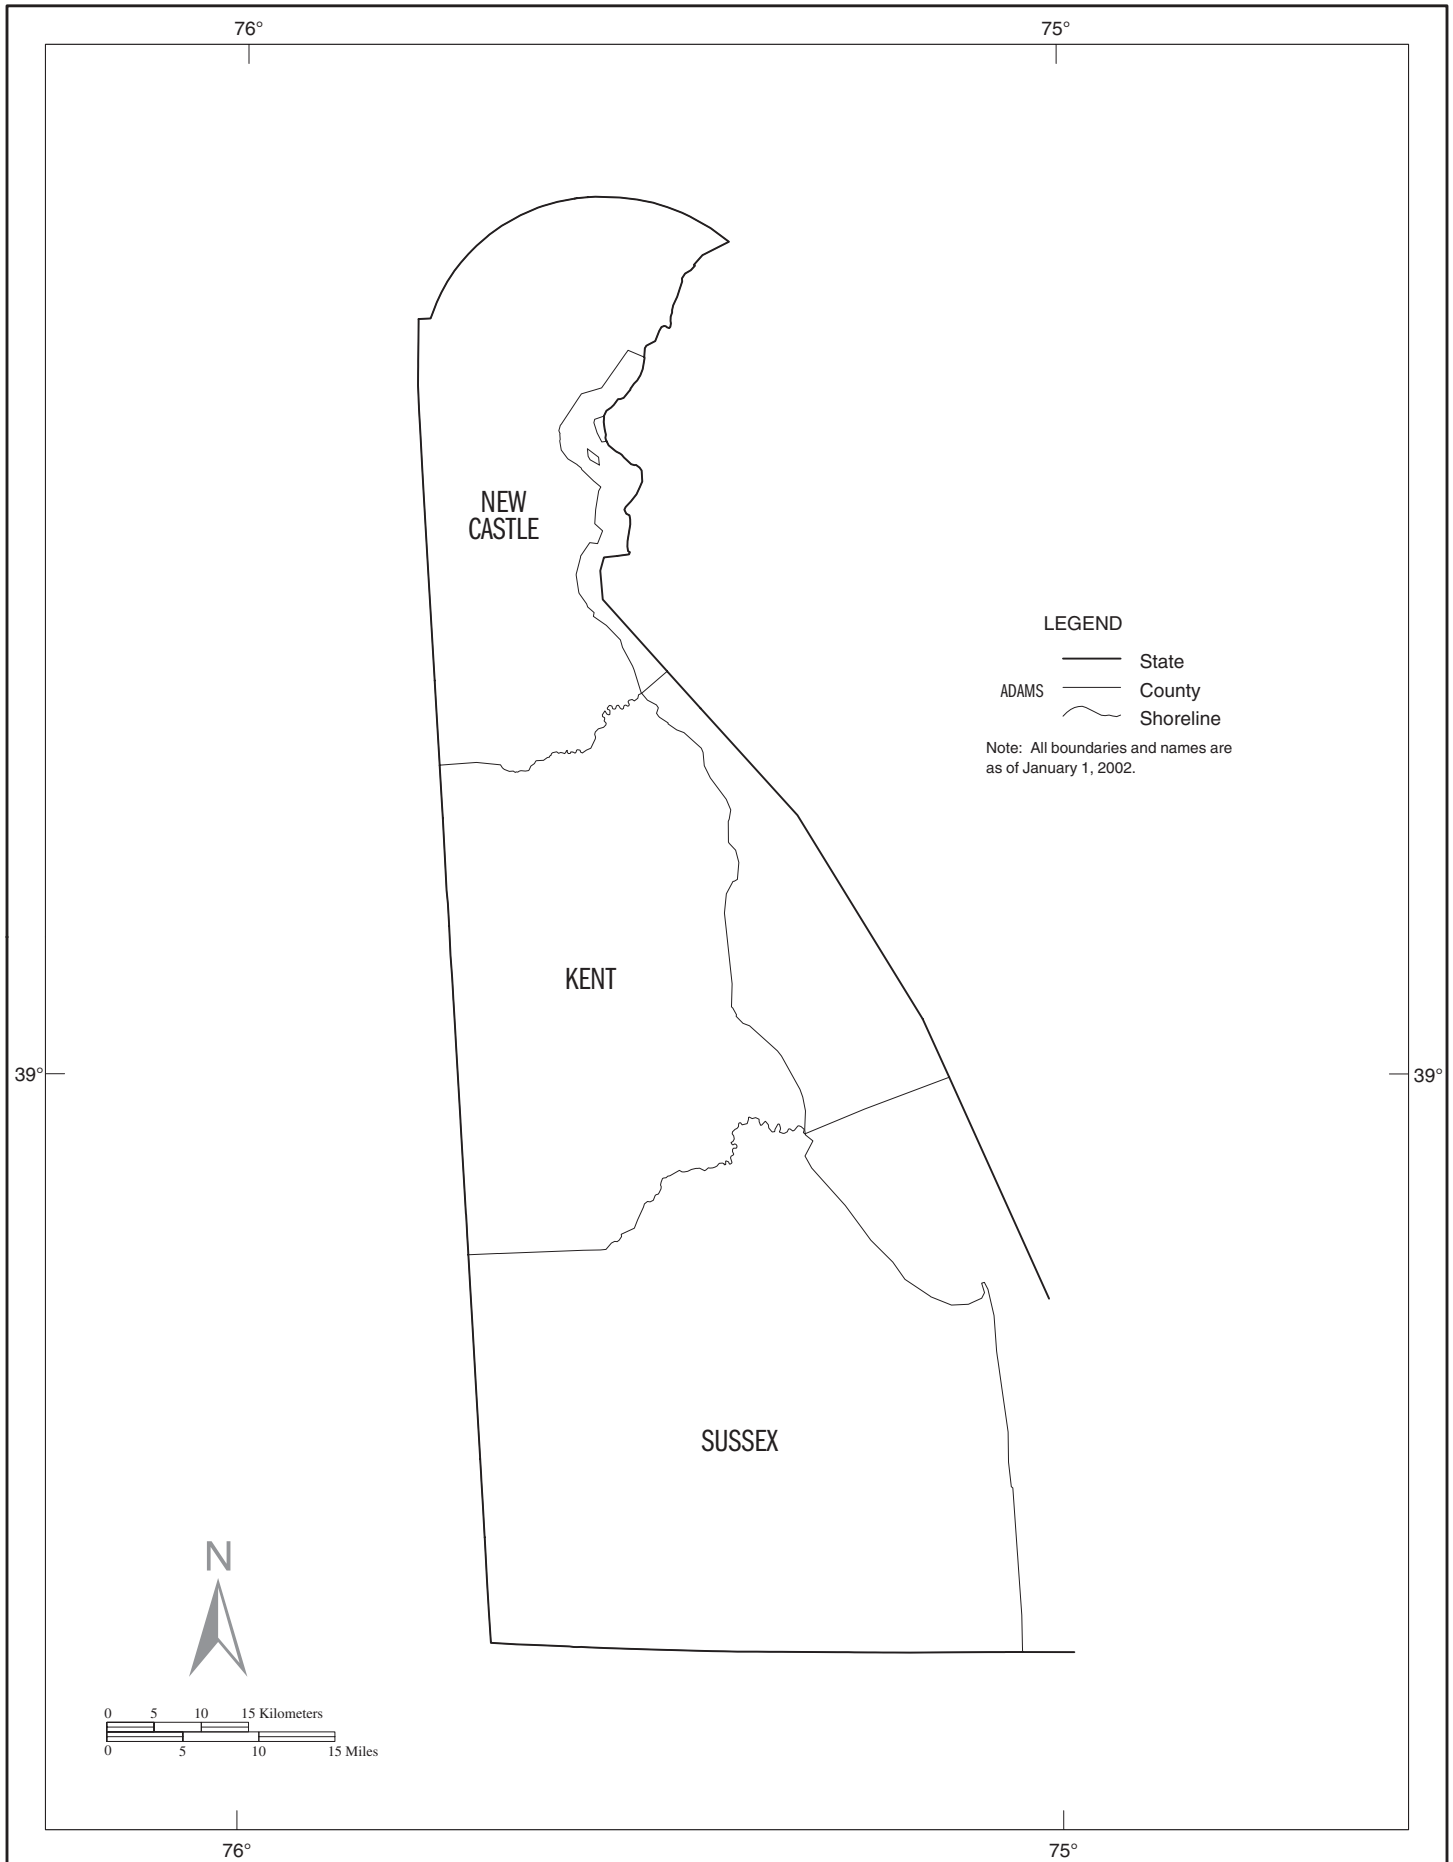 76°
75°
NEW
CASTLE
LEGEND
State
ADAMS
County
Shoreline
Note: All boundaries and names are
as of January 1, 2002.
KENT
39°
39°
SUSSEX
N
0 5 10 15 Kilometers
0 5 10 15 Miles
76°
75°